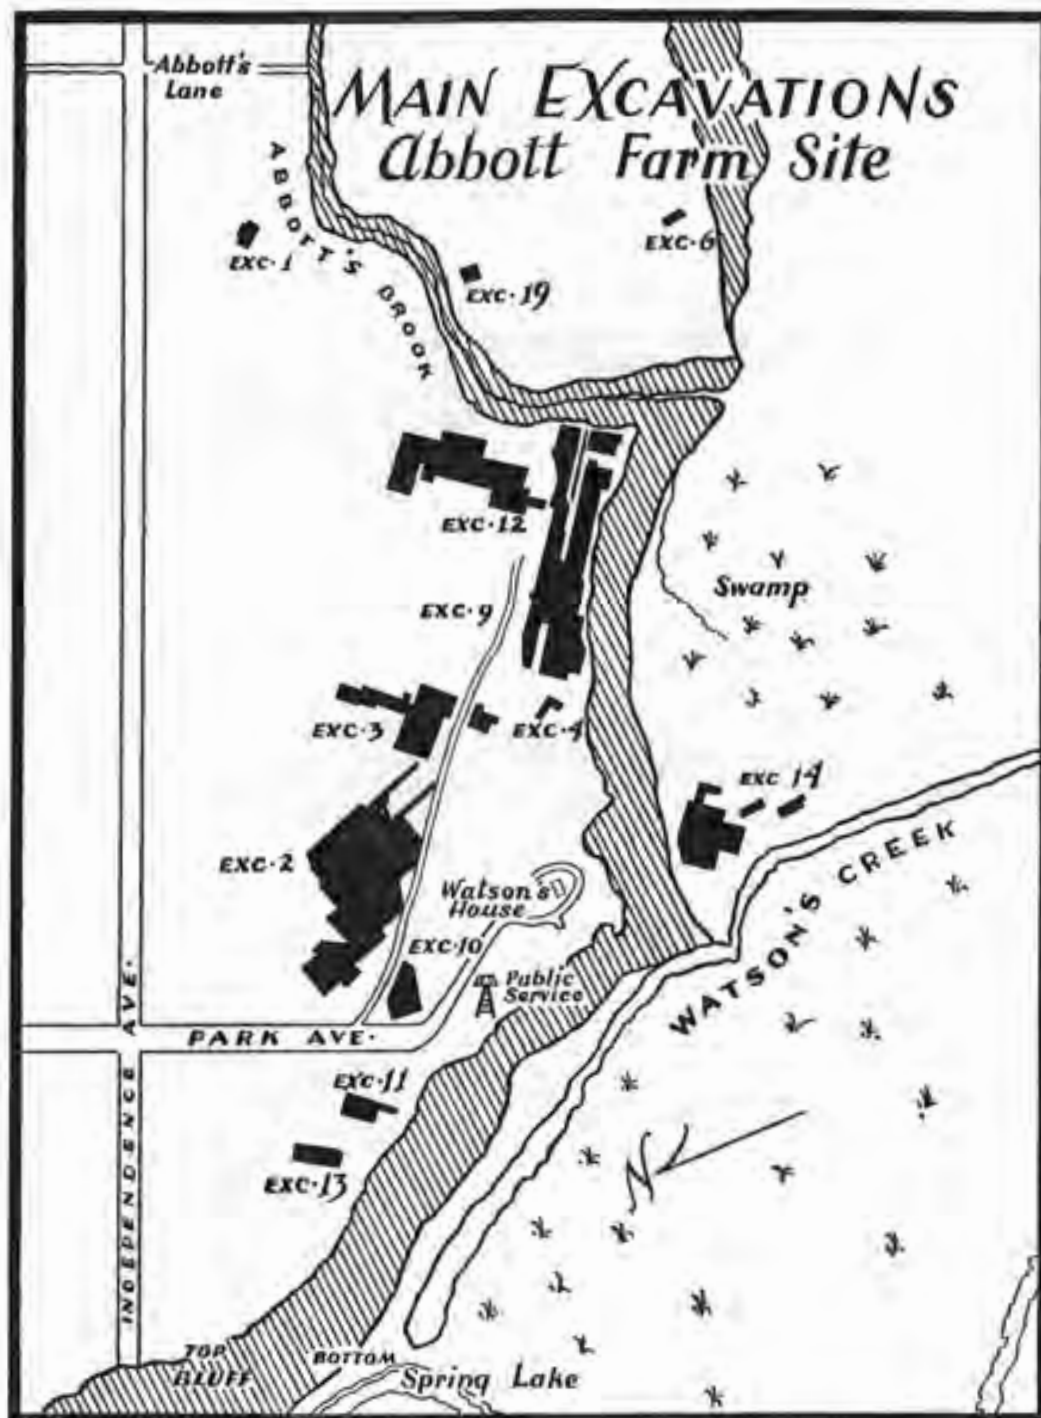 Abbott's
Lane
MAIN EXCAVATIONS
Abbott Farm Site
ABBOTT'S BROOK
EXC·1
EXC·6
EXC·19
EXC·12
Swamp
EXC·9
EXC·3
EXC·4
EXC 14
EXC·2
Watson's
House
WATSON'S CREEK
EXC·10
Public
Service
PARK AVE.
INDEPENDENCE AVE.
EXC·11
EXC·13
N
TOP
BLUFF
BOTTOM
Spring Lake